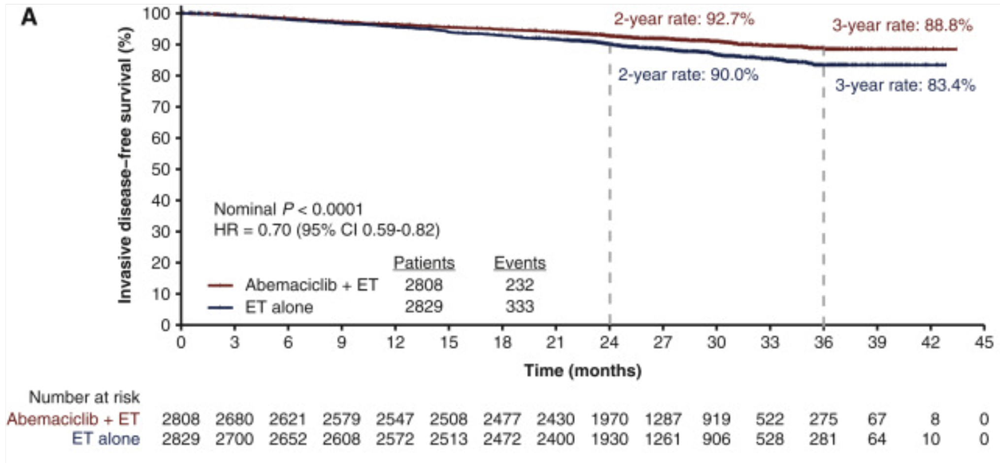 A
100
90
80
70
60
50
40
30
20
10
0
Invasive disease–free survival (%)
2-year rate: 92.7%
3-year rate: 88.8%
2-year rate: 90.0%
3-year rate: 83.4%
Nominal P < 0.0001
HR = 0.70 (95% CI 0.59-0.82)
Patients Events
Abemaciclib + ET 2808 232
ET alone 2829 333
0 3 6 9 12 15 18 21 24 27 30 33 36 39 42 45
Time (months)
Number at risk
Abemaciclib + ET 2808 2680 2621 2579 2547 2508 2477 2430 1970 1287 919 522 275 67 8 0
ET alone 2829 2700 2652 2608 2572 2513 2472 2400 1930 1261 906 528 281 64 10 0